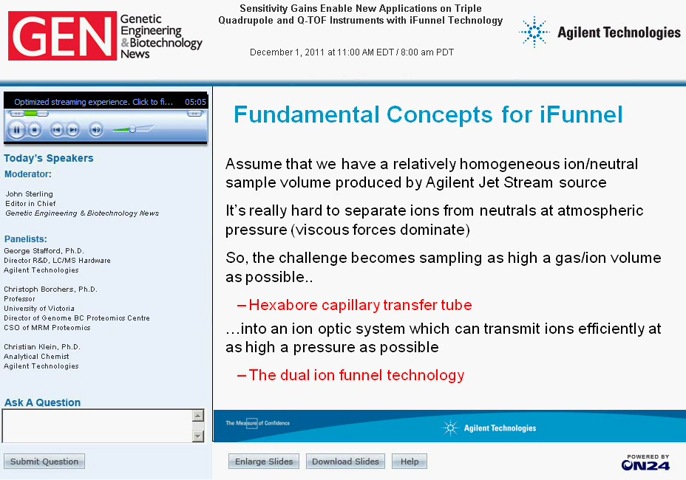 GEN
Genetic
Engineering
& Biotechnology
News
Sensitivity Gains Enable New Applications on Triple
Quadrupole and Q-TOF Instruments with iFunnel Technology
December 1, 2011 at 11:00 AM EDT / 8:00 am PDT
Agilent Technologies
Optimized streaming experience. Click to fi... 05:05
Today's Speakers
Moderator:
John Sterling
Editor in Chief
Genetic Engineering & Biotechnology News
Panelists:
George Stafford, Ph.D.
Director R&D, LC/MS Hardware
Agilent Technologies
Christoph Borchers, Ph.D.
Professor
University of Victoria
Director of Genome BC Proteomics Centre
CSO of MRM Proteomics
Christian Klein, Ph.D.
Analytical Chemist
Agilent Technologies
Ask A Question
Submit Question
Fundamental Concepts for iFunnel
Assume that we have a relatively homogeneous ion/neutral
sample volume produced by Agilent Jet Stream source
It's really hard to separate ions from neutrals at atmospheric
pressure (viscous forces dominate)
So, the challenge becomes sampling as high a gas/ion volume
as possible..
– Hexabore capillary transfer tube
…into an ion optic system which can transmit ions efficiently at
as high a pressure as possible
– The dual ion funnel technology
The Measure of Confidence
Agilent Technologies
Enlarge Slides
Download Slides
Help
POWERED BY
ON24